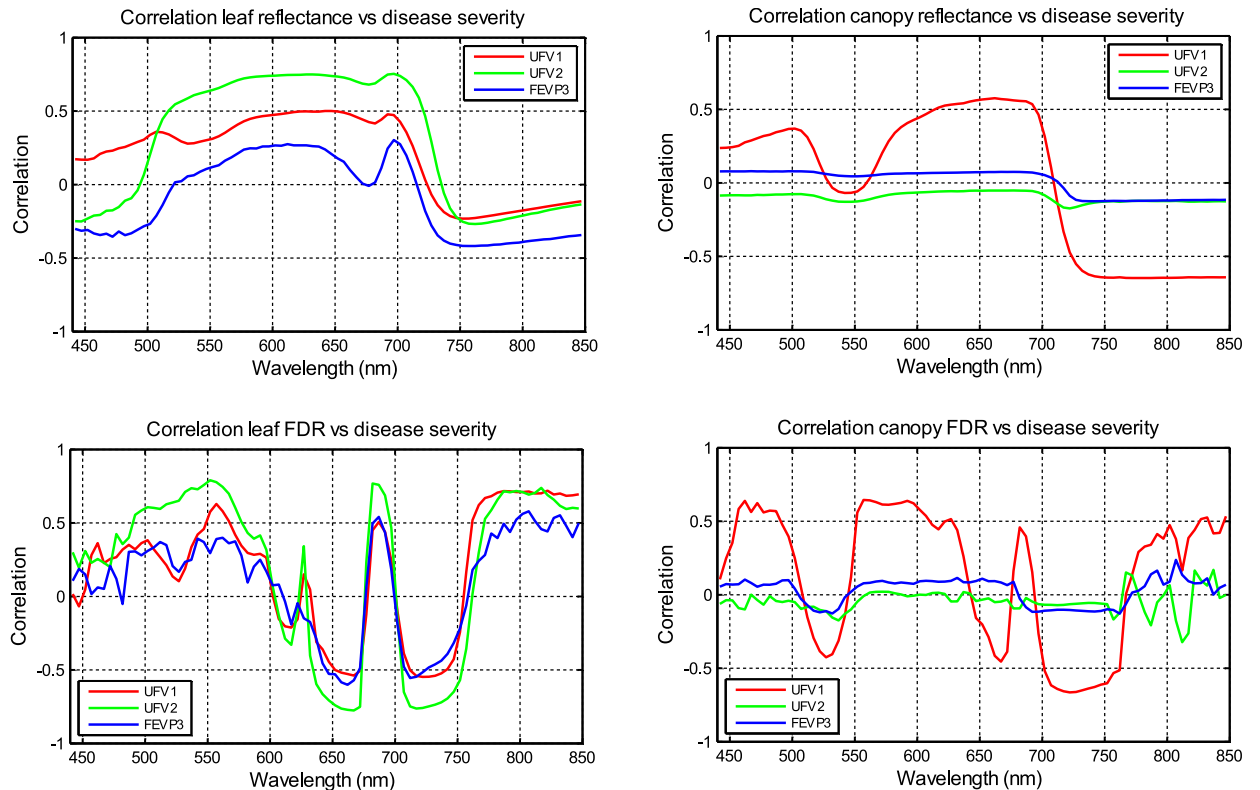 Correlation leaf reflectance vs disease severity
1
0.5
0
-0.5
-1
Correlation
UFV1
UFV2
FEVP3
450 500 550 600 650 700 750 800 850
Wavelength (nm)
Correlation canopy reflectance vs disease severity
1
0.5
0
-0.5
-1
Correlation
UFV1
UFV2
FEVP3
450 500 550 600 650 700 750 800 850
Wavelength (nm)
Correlation leaf FDR vs disease severity
1
0.5
0
-0.5
-1
Correlation
UFV1
UFV2
FEVP3
450 500 550 600 650 700 750 800 850
Wavelength (nm)
Correlation canopy FDR vs disease severity
1
0.5
0
-0.5
-1
Correlation
UFV1
UFV2
FEVP3
450 500 550 600 650 700 750 800 850
Wavelength (nm)